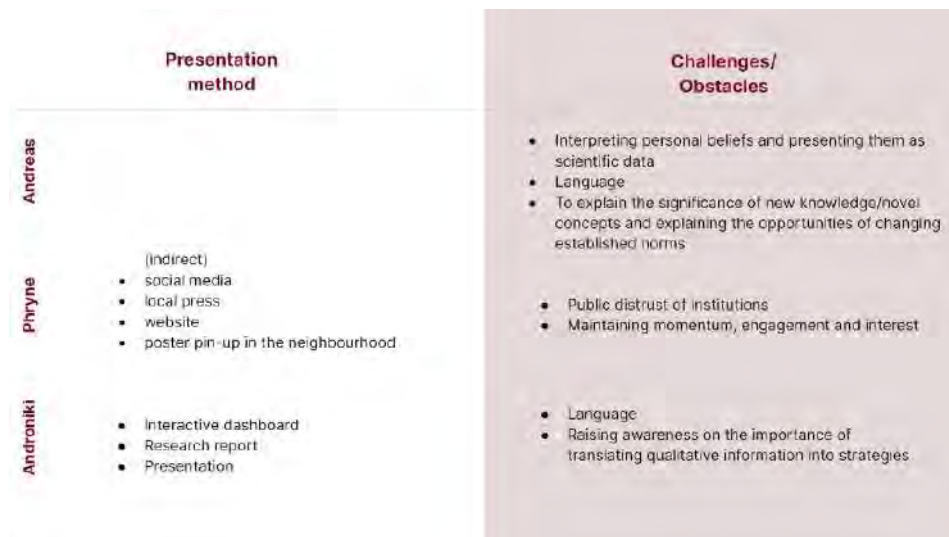 Presentation
method
Challenges/
Obstacles
Andreas
• Interpreting personal beliefs and presenting them as
scientific data
• Language
• To explain the significance of new knowledge/novel
concepts and explaining the opportunities of changing
established norms
Phryne
(indirect)
• social media
• local press
• website
• poster pin-up in the neighbourhood
• Public distrust of institutions
• Maintaining momentum, engagement and interest
Androniki
• Interactive dashboard
• Research report
• Presentation
• Language
• Raising awareness on the importance of
translating qualitative information into strategies